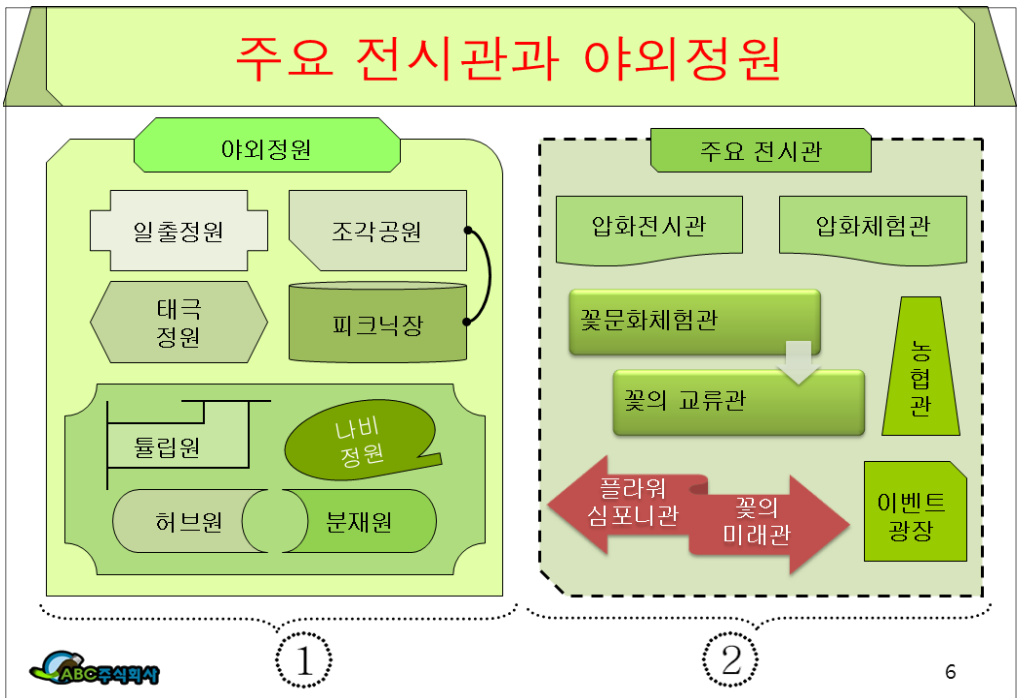 주요 전시관과 야외정원
야외정원
일출정원
조각공원
태극
정원
피크닉장
튤립원
나비
정원
허브원
분재원
①
주요 전시관
압화전시관
압화체험관
꽃문화체험관
꽃의 교류관
농
협
관
플라워
심포니관
꽃의
미래관
이벤트
광장
②
ABC주식회사
6